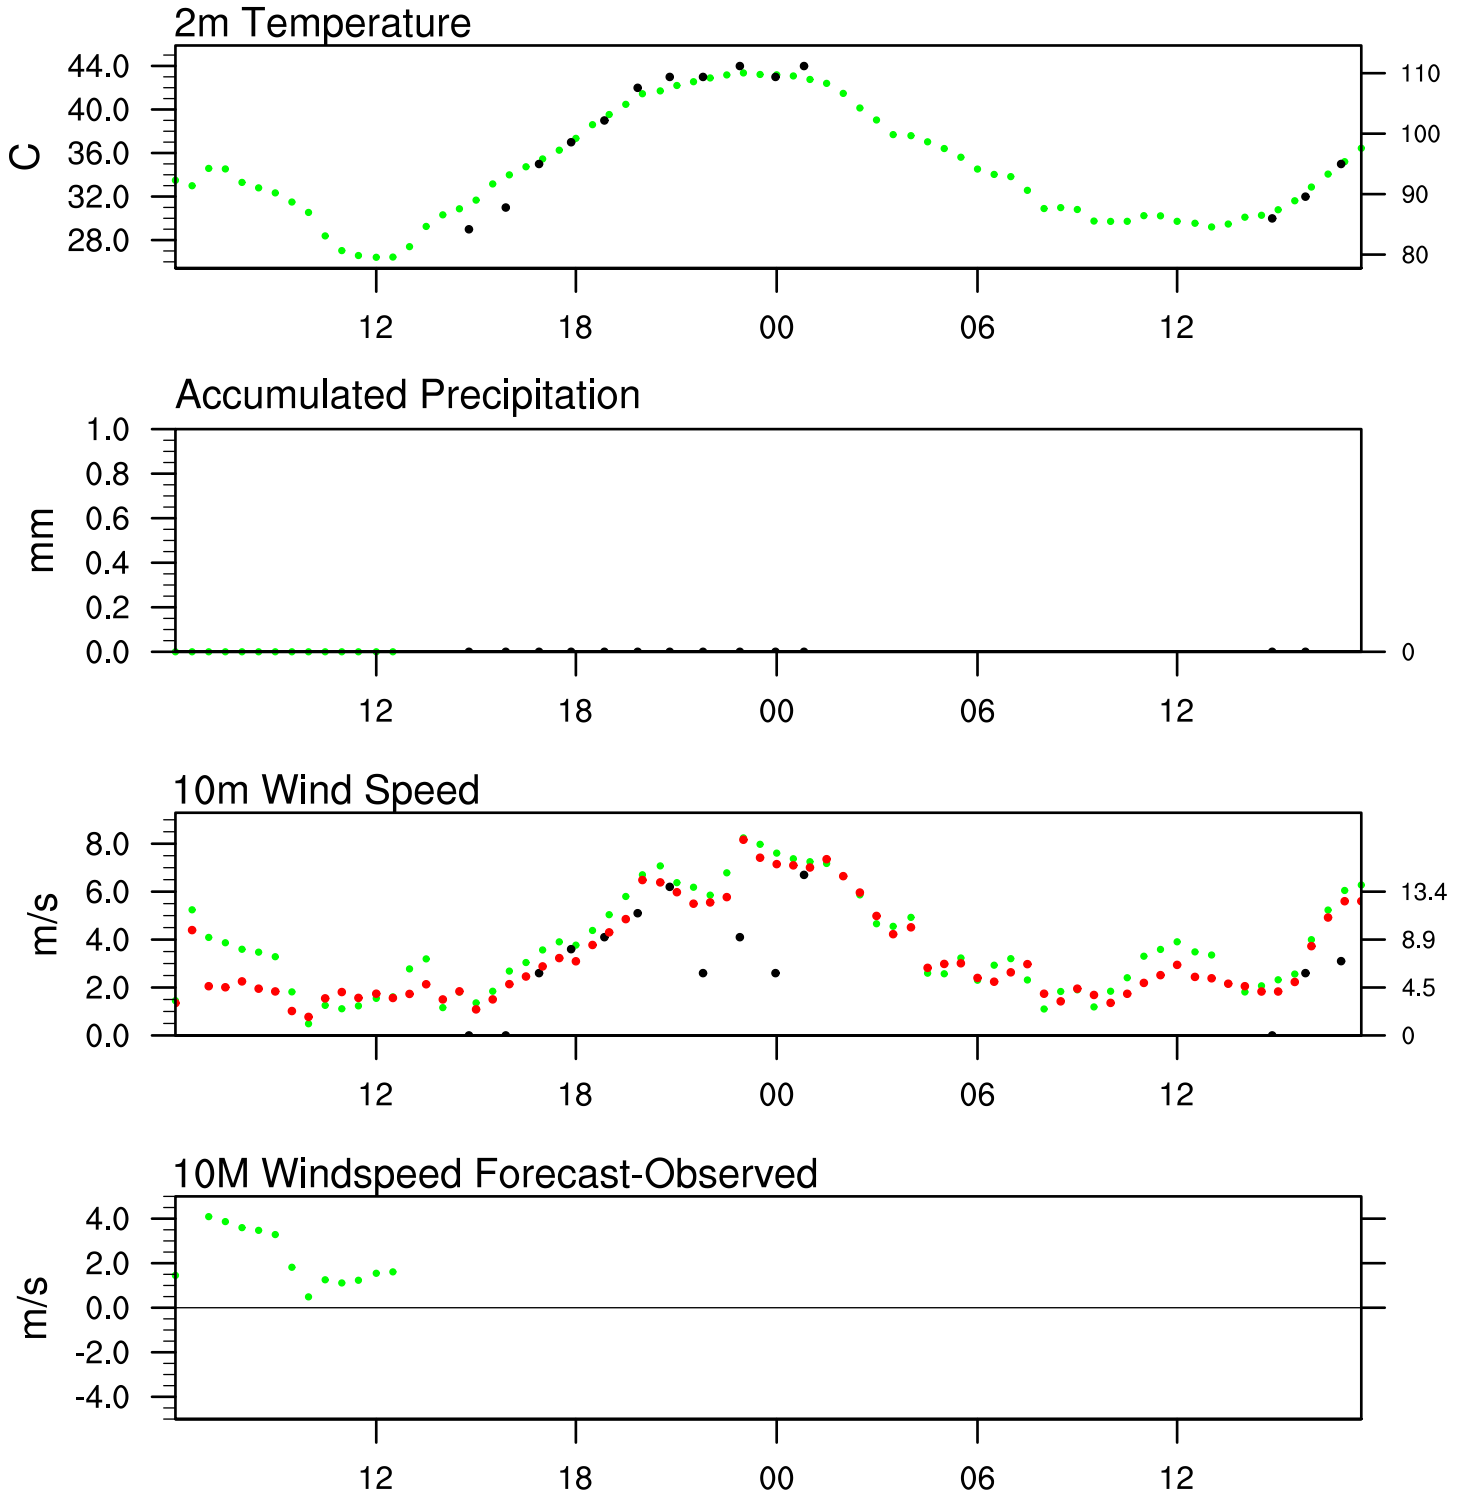 2m Temperature
44.0
40.0
36.0
32.0
28.0
C
110
100
90
80
12 18 00 06 12
Accumulated Precipitation
1.0
0.8
0.6
0.4
0.2
0.0
mm
0
12 18 00 06 12
10m Wind Speed
8.0
6.0
4.0
2.0
0.0
m/s
13.4
8.9
4.5
0
12 18 00 06 12
10M Windspeed Forecast-Observed
4.0
2.0
0.0
-2.0
-4.0
m/s
12 18 00 06 12